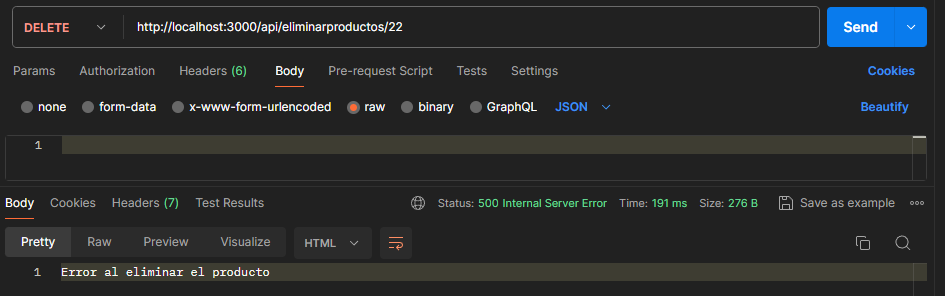 DELETE http://localhost:3000/api/eliminarproductos/22 Send
Params Authorization Headers (6) Body Pre-request Script Tests Settings Cookies
none form-data x-www-form-urlencoded raw binary GraphQL JSON Beautify
1
Body Cookies Headers (7) Test Results Status: 500 Internal Server Error Time: 191 ms Size: 276 B Save as example
Pretty Raw Preview Visualize HTML
1 Error al eliminar el producto